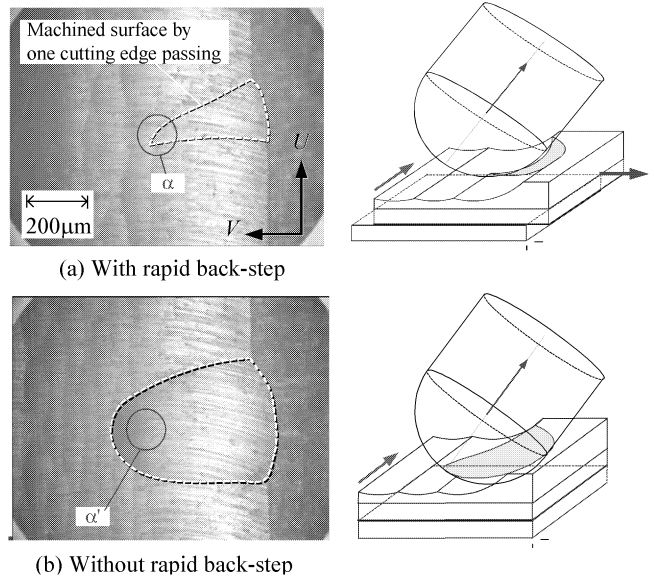 Machined surface by
one cutting edge passing
α
U
V
200μm
(a) With rapid back-step
α'
(b) Without rapid back-step